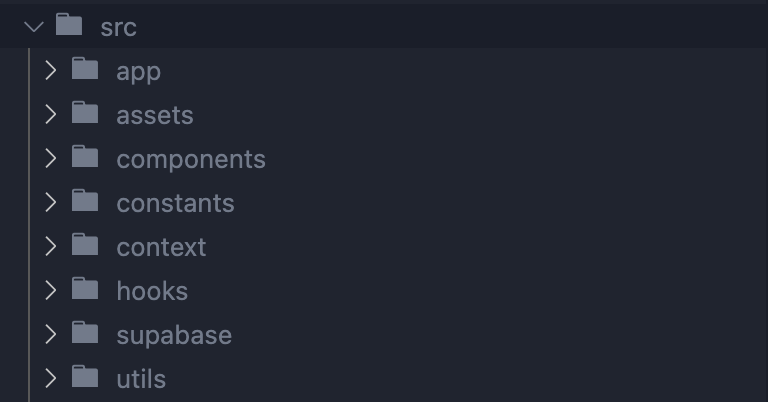 src
app
assets
components
constants
context
hooks
supabase
utils